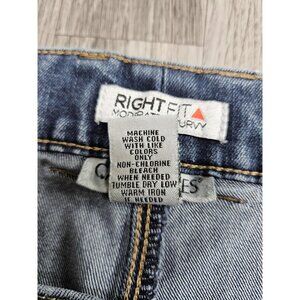 RIGHT FIT
MACHINE
WASH COLD
WITH LIKE
COLORS
ONLY
NON-CHLORINE
BLEACH
WHEN NEEDED
TUMBLE DRY LOW
WARM IRON
IF NEEDED